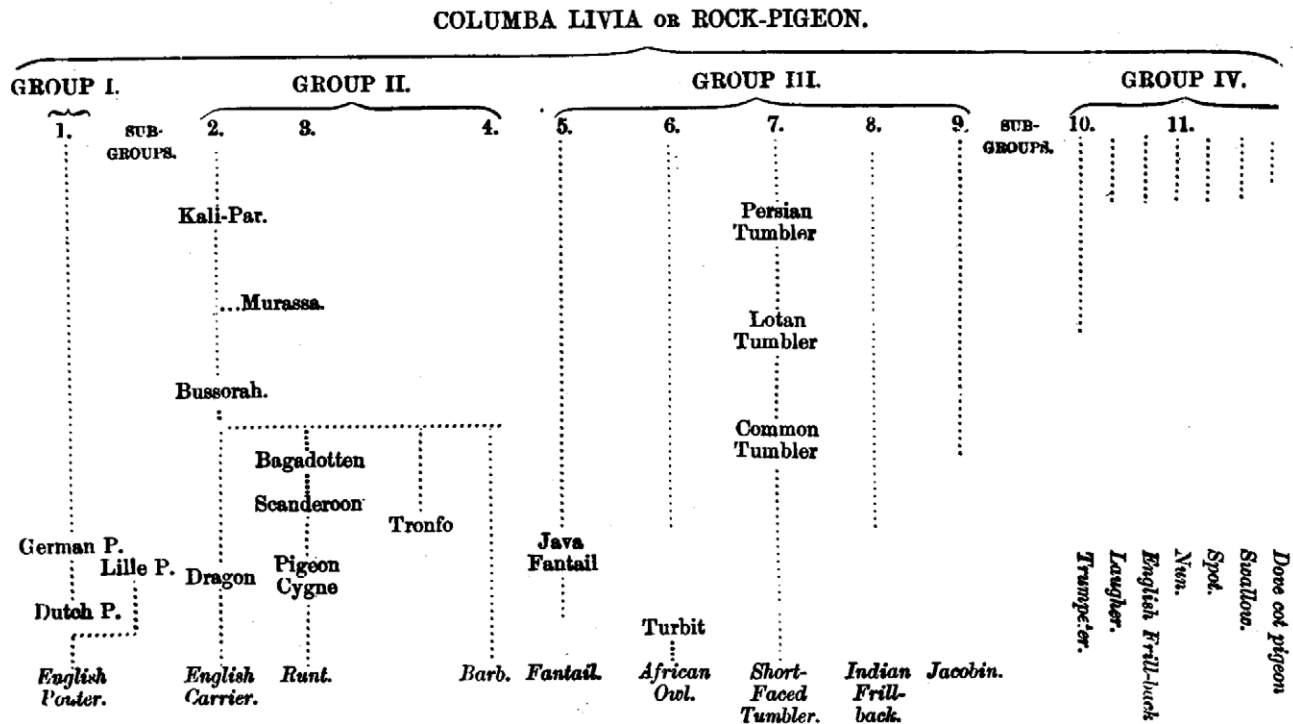 COLUMBA LIVIA OR ROCK-PIGEON.
GROUP I. GROUP II. GROUP III. GROUP IV.
1. SUB-GROUPS. 2. 3. 4. 5. 6. 7. 8. 9. SUB-GROUPS. 10. 11.
Kali-Par.
Persian
Tumbler
Murassa.
Lotan
Tumbler
Bussorah.
Common
Tumbler
Bagadotten
Scanderoon
Tronfo
German P.
Lille P.
Dutch P.
Dragon
Pigeon
Cygne
Java
Fantail
Turbit
English
Pouter.
English
Carrier.
Runt.
Barb.
Fantail.
African
Owl.
Short-
Faced
Tumbler.
Indian
Frill-
back.
Jacobin.
Trumpeter.
Laugher.
English Frill-back
Nun.
Spot.
Swallow.
Dove cot pigeon